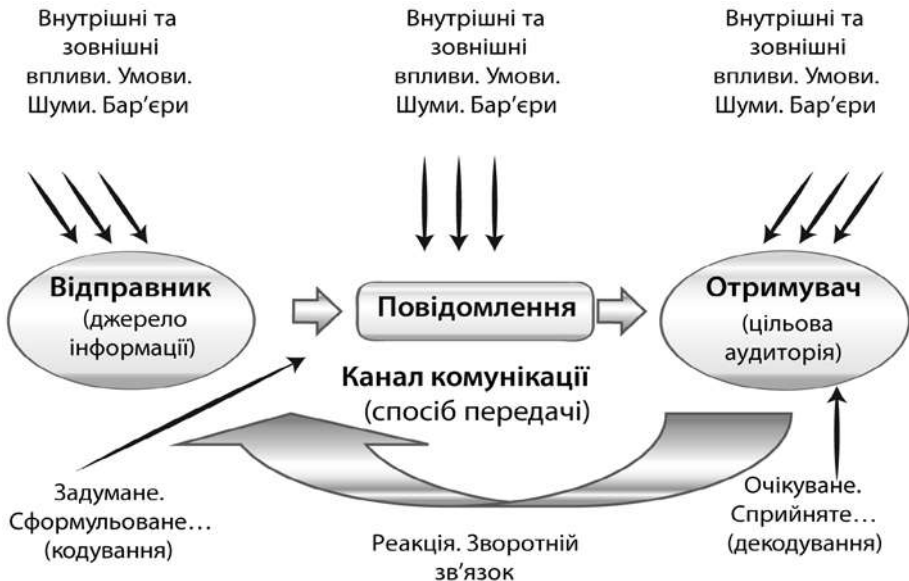 Внутрішні та
зовнішні
впливи. Умови.
Шуми. Бар’єри
Внутрішні та
зовнішні
впливи. Умови.
Шуми. Бар’єри
Внутрішні та
зовнішні
впливи. Умови.
Шуми. Бар’єри
Відправник
(джерело
інформації)
Повідомлення
Отримувач
(цільова
аудиторія)
Канал комунікації
(спосіб передачі)
Задумане.
Сформульоване…
(кодування)
Реакція. Зворотній
зв’язок
Очікуване.
Сприйняте…
(декодування)